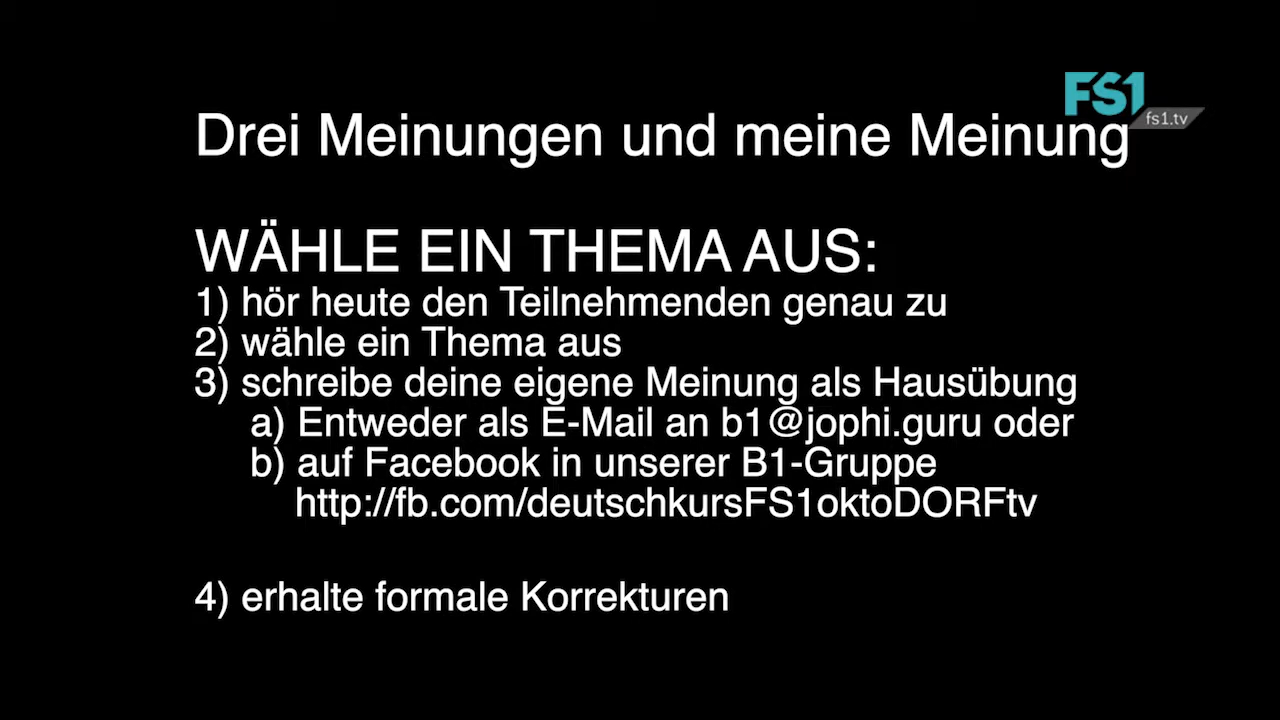 FS1
fs1.tv
Drei Meinungen und meine Meinung
WÄHLE EIN THEMA AUS:
1) hör heute den Teilnehmenden genau zu
2) wähle ein Thema aus
3) schreibe deine eigene Meinung als Hausübung
a) Entweder als E-Mail an b1@jophi.guru oder
b) auf Facebook in unserer B1-Gruppe
http://fb.com/deutschkursFS1oktoDORFtv
4) erhalte formale Korrekturen